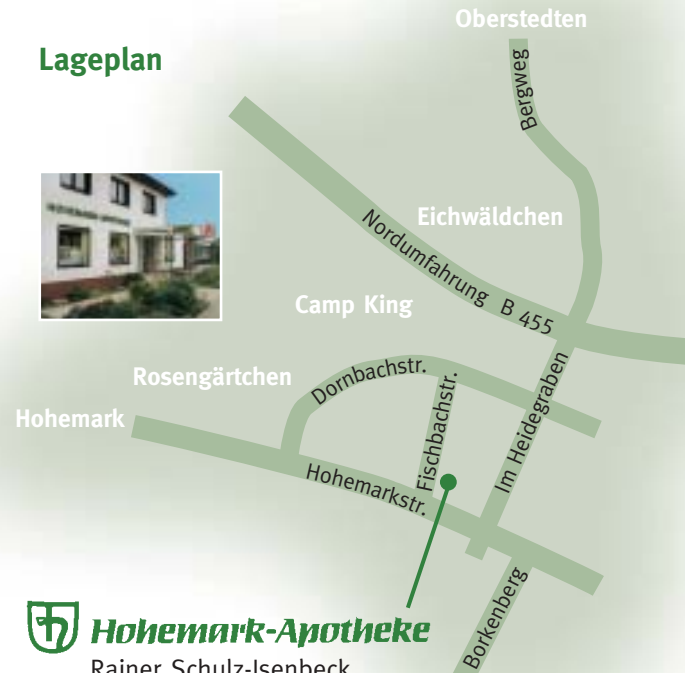 Oberstedten
Lageplan
Bergweg
Eichwäldchen
Nordumfahrung B 455
Camp King
Rosengärtchen
Dornbachstr.
Fischbachstr.
Im Heidegraben
Hohemark
Hohemarkstr.
Borkenberg
Hohemark-Apotheke
Rainer Schulz-Isenbeck